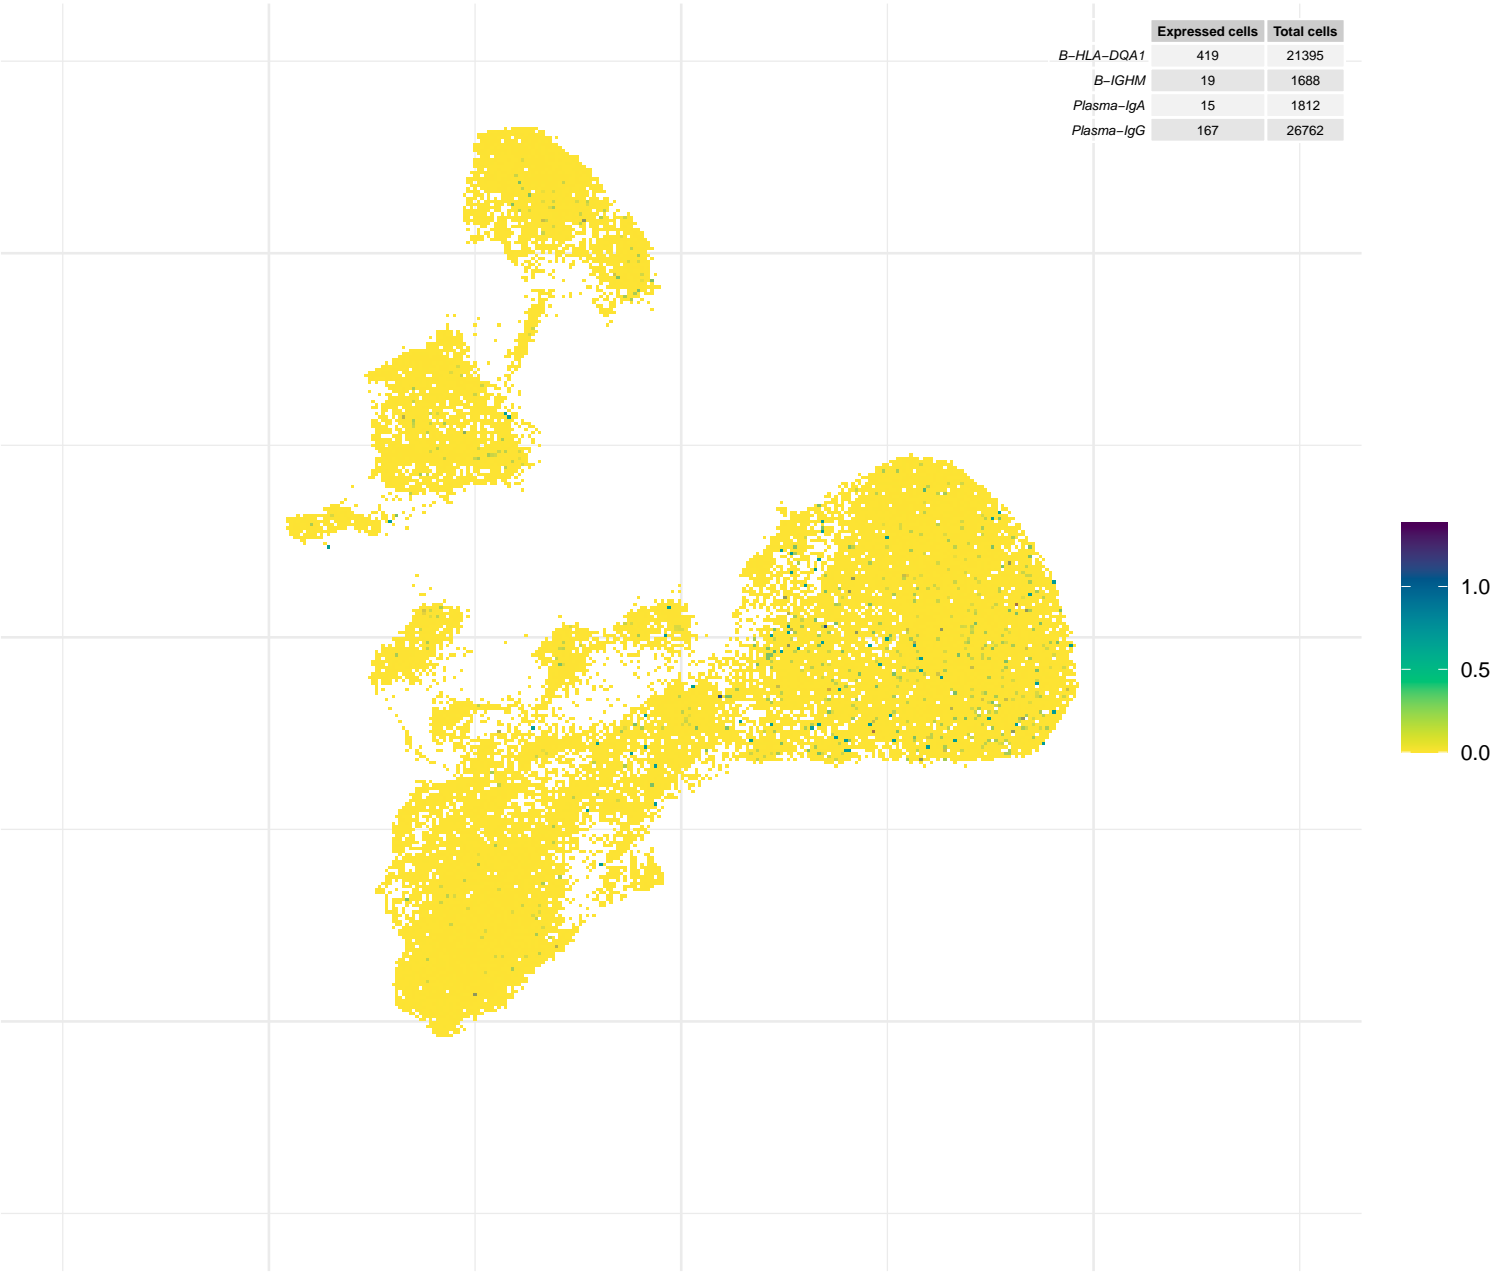 Expressed cells Total cells
B−HLA−DQA1 419 21395
B−IGHM 19 1688
Plasma−IgA 15 1812
Plasma−IgG 167 26762
1.0
0.5
0.0